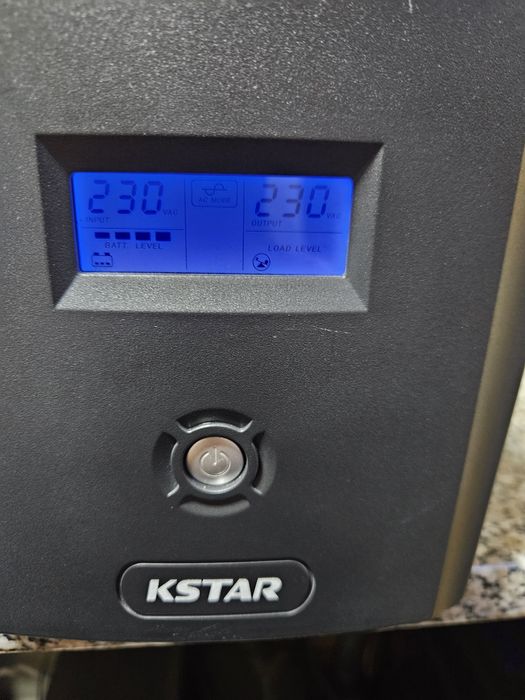 230 VAC
INPUT
BATT. LEVEL
AC MODE
230 VAC
OUTPUT
LOAD LEVEL
KSTAR